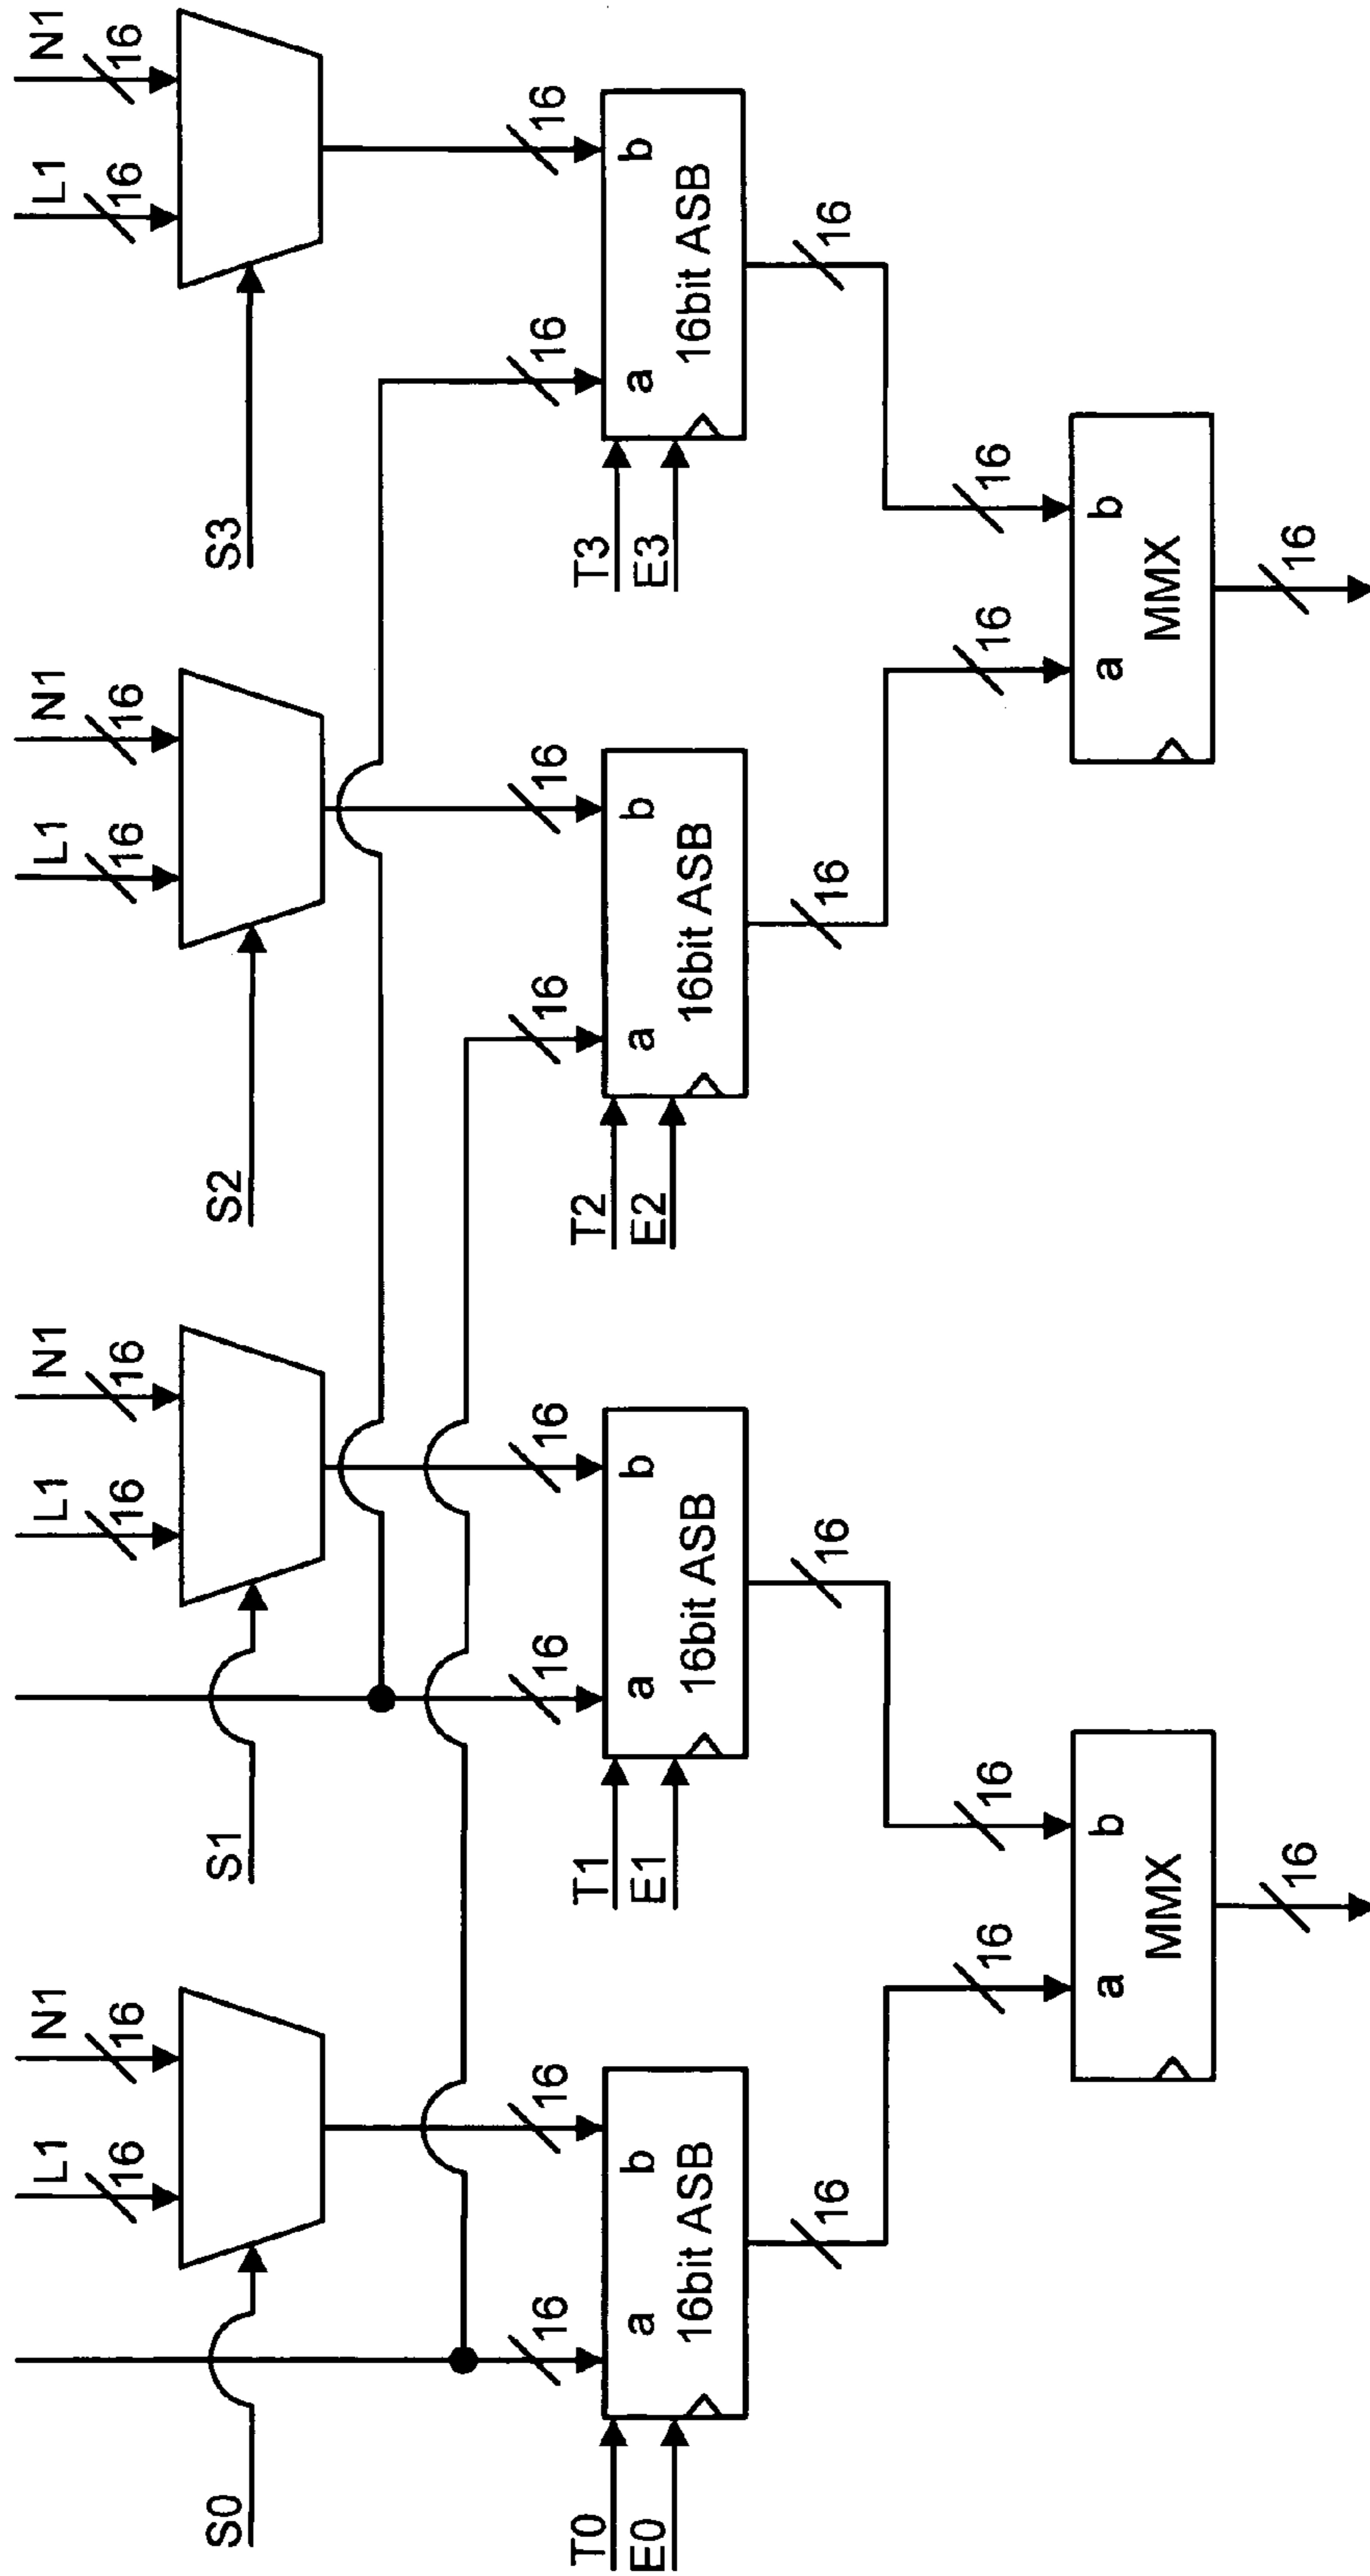 L1 N1 L1 N1 L1 N1 L1 N1
16 16 16 16 16 16 16 16
S0 S1 S2 S3
16 16 16 16 16 16 16 16
T0 T1 T2 T3
E0 a b E1 a b E2 a b E3 a b
16bit ASB 16bit ASB 16bit ASB 16bit ASB
16 16 16 16
16 16 16 16
a b a b
MMX MMX
16 16